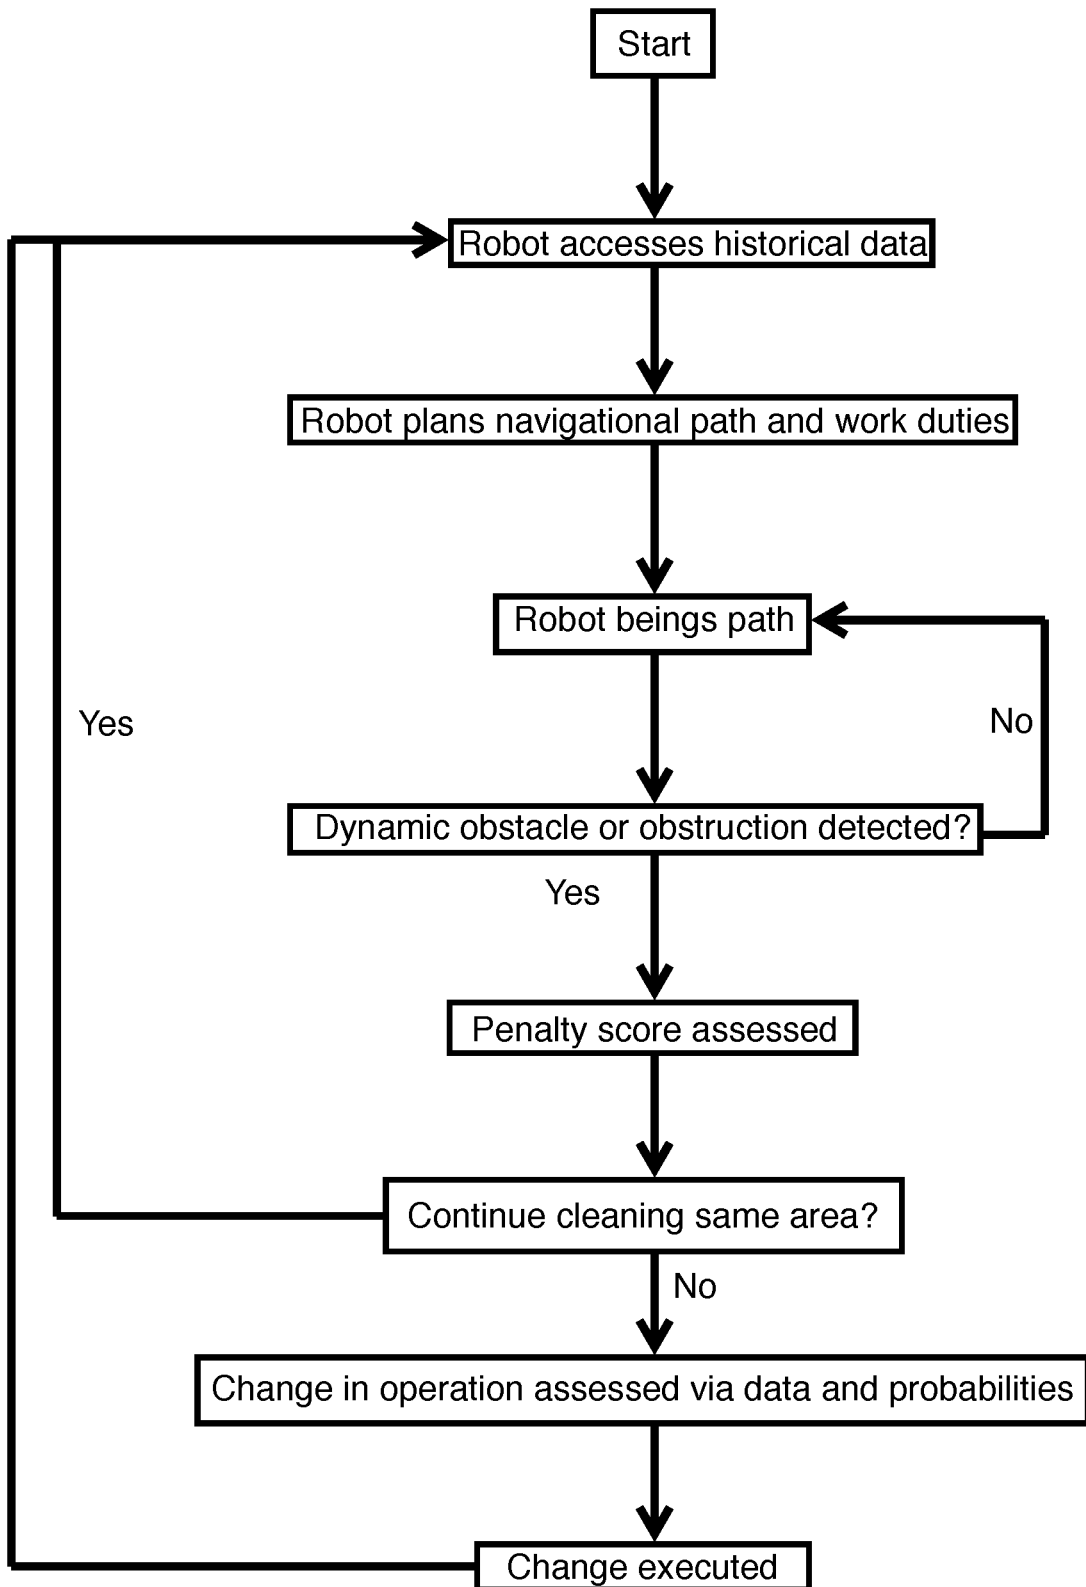 Start
Robot accesses historical data
Robot plans navigational path and work duties
Robot beings path
Yes
No
Dynamic obstacle or obstruction detected?
Yes
Penalty score assessed
Continue cleaning same area?
No
Change in operation assessed via data and probabilities
Change executed